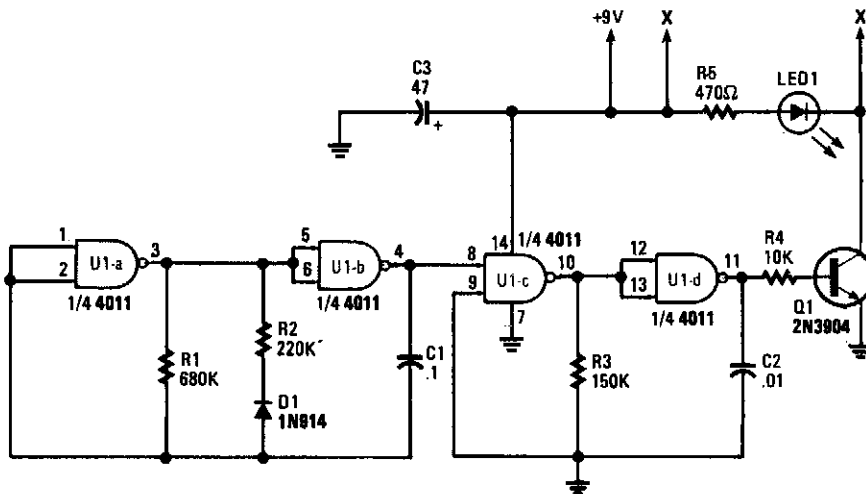 +9V
X
X
C3
47
+
R5
470Ω
LED1
1
2
3
U1-a
1/4 4011
5
6
4
U1-b
1/4 4011
8
9
14
1/4 4011
10
U1-c
7
12
13
11
U1-d
1/4 4011
R4
10K
Q1
2N3904
R1
680K
R2
220K
D1
1N914
C1
.1
R3
150K
C2
.01